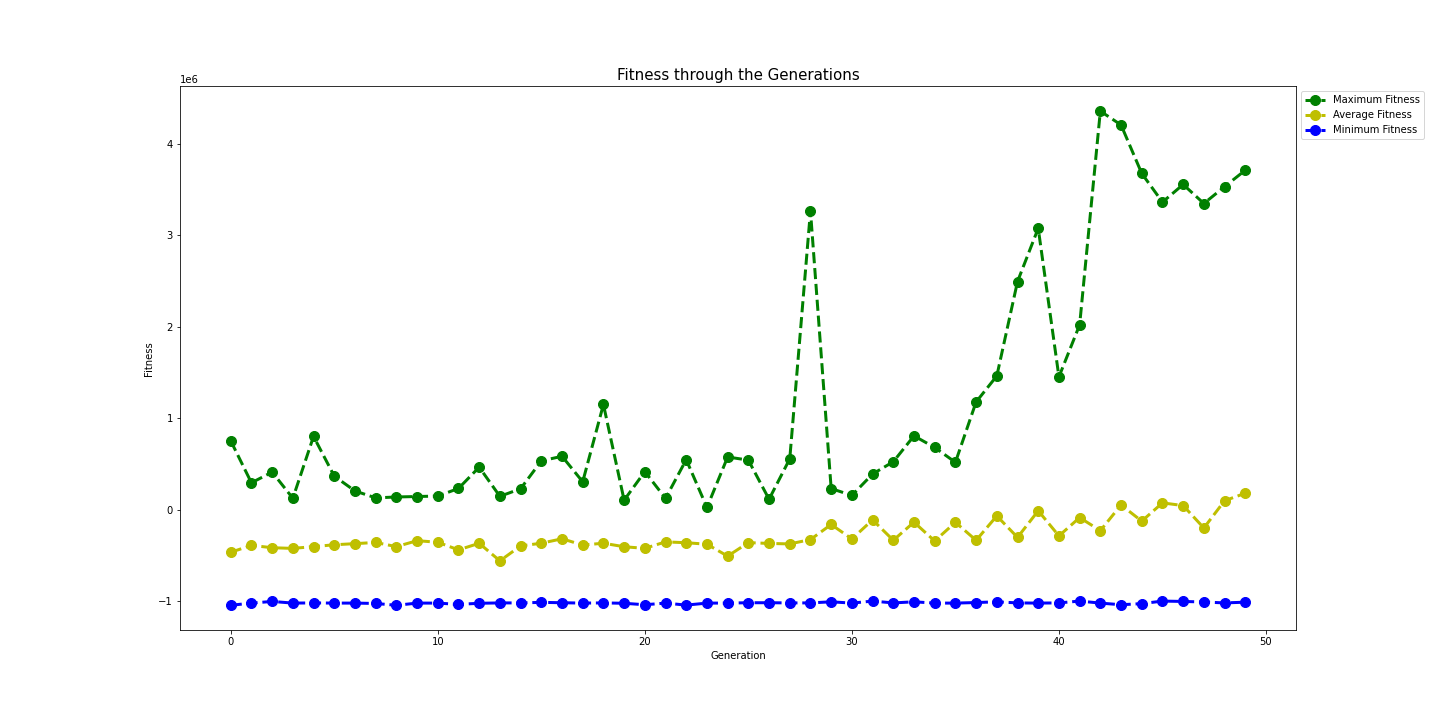 Fitness through the Generations
1e6
Maximum Fitness
Average Fitness
Minimum Fitness
4
3
2
1
0
−1
Fitness
0 10 20 30 40 50
Generation